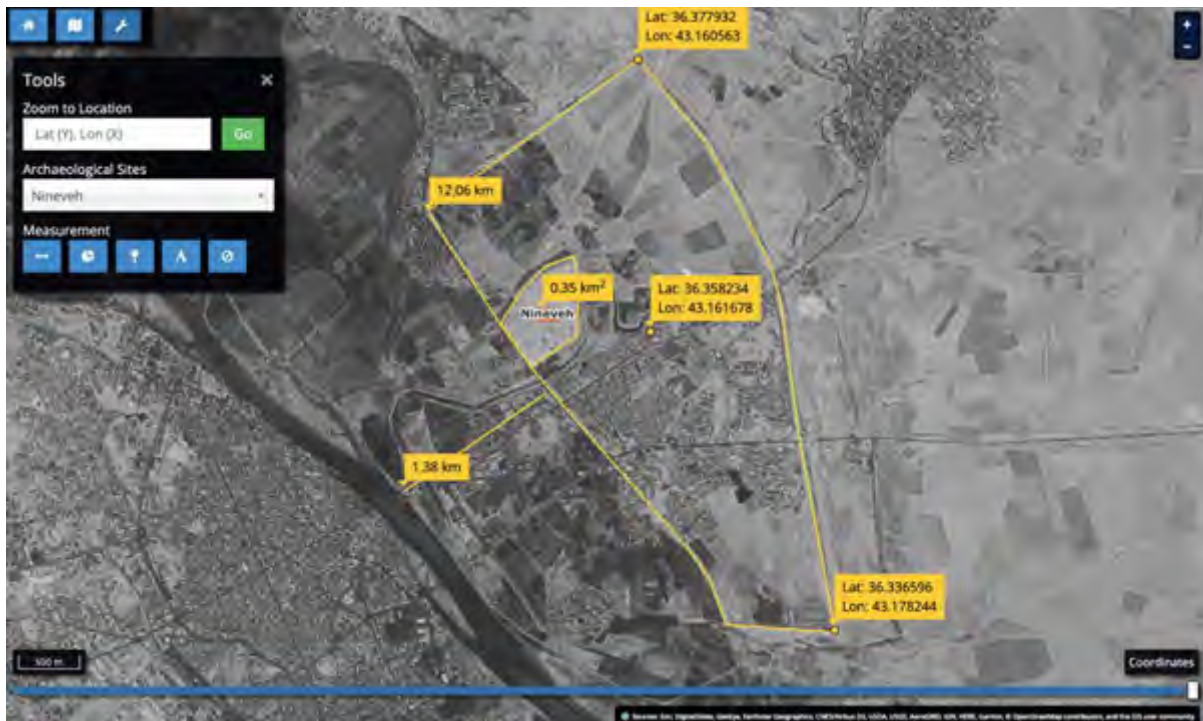 Lat: 36.377932
Lon: 43.160563
+
-
Tools
×
Zoom to Location
Lat (Y), Lon (X)
Go
Archaeological Sites
Nineveh
Measurement
12,06 km
0.35 km²
Nineveh
Lat: 36.358234
Lon: 43.161678
1,38 km
Lat: 36.336596
Lon: 43.178244
500 m
Coordinates